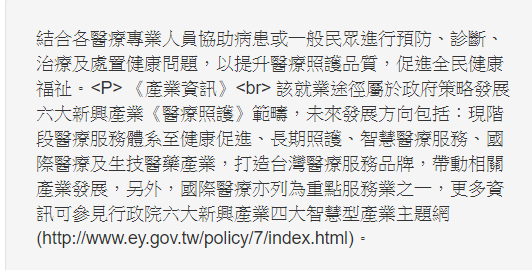 結合各醫療專業人員協助病患或一般民眾進行預防、診斷、
治療及處置健康問題，以提升醫療照護品質，促進全民健康
福祉。<P> 《產業資訊》<br> 該就業途徑屬於政府策略發展
六大新興產業《醫療照護》範疇，未來發展方向包括：現階
段醫療服務體系至健康促進、長期照護、智慧醫療服務、國
際醫療及生技醫藥產業，打造台灣醫療服務品牌，帶動相關
產業發展，另外，國際醫療亦列為重點服務業之一，更多資
訊可參見行政院六大新興產業四大智慧型產業主題網
(http://www.ey.gov.tw/policy/7/index.html)。